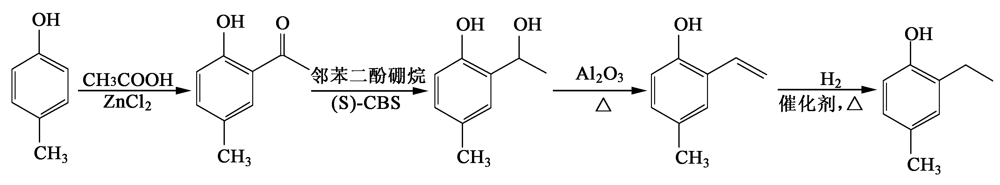 OH
CH₃
CH₃COOH
ZnCl₂
OH
O
CH₃
邻苯二酚硼烷
(S)-CBS
OH
OH
CH₃
Al₂O₃
△
OH
CH₃
H₂
催化剂,△
OH
CH₃